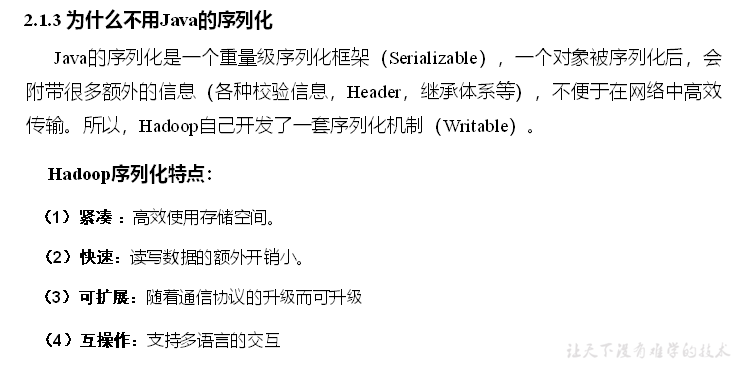 2.1.3 为什么不用Java的序列化
Java的序列化是一个重量级序列化框架（Serializable），一个对象被序列化后，会
附带很多额外的信息（各种校验信息，Header，继承体系等），不便于在网络中高效
传输。所以，Hadoop自己开发了一套序列化机制（Writable）。
Hadoop序列化特点：
（1）紧凑：高效使用存储空间。
（2）快速：读写数据的额外开销小。
（3）可扩展：随着通信协议的升级而可升级
（4）互操作：支持多语言的交互
让天下没有难学的技术